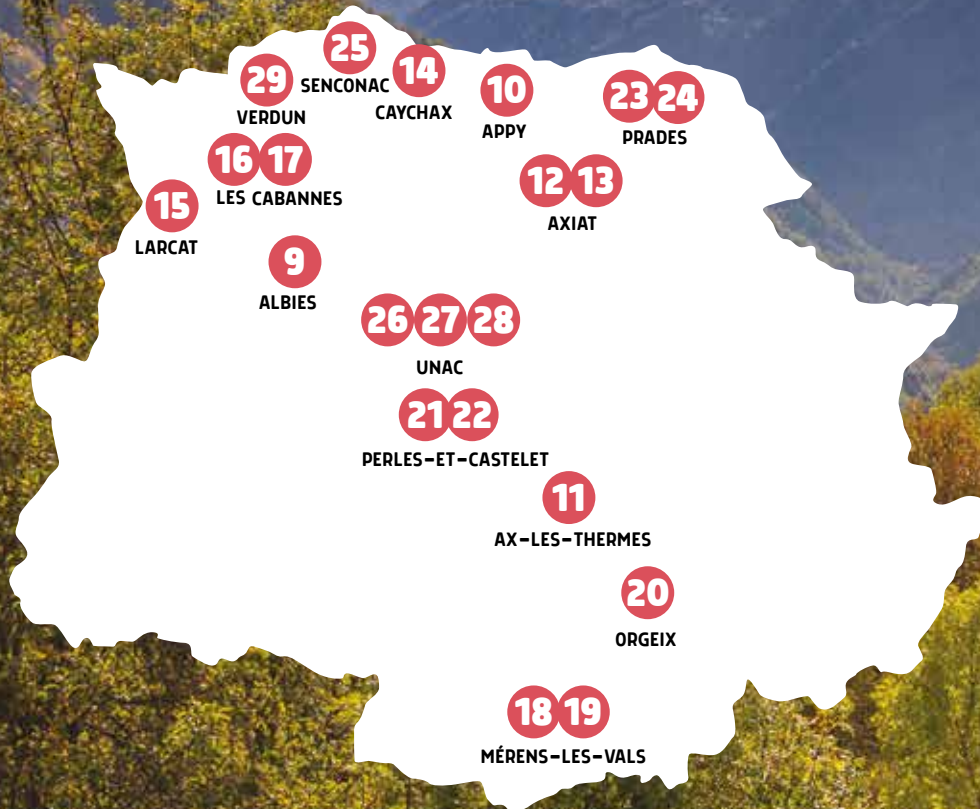 25
SENCONAC
29
VERDUN
14
CAYCHAX
10
APPY
23 24
PRADES
16 17
LES CABANNES
12 13
AXIAT
15
LARCAT
9
ALBIES
26 27 28
UNAC
21 22
PERLES-ET-CASTELET
11
AX-LES-THERMES
20
ORGEIX
18 19
MÉRENS-LES-VALS